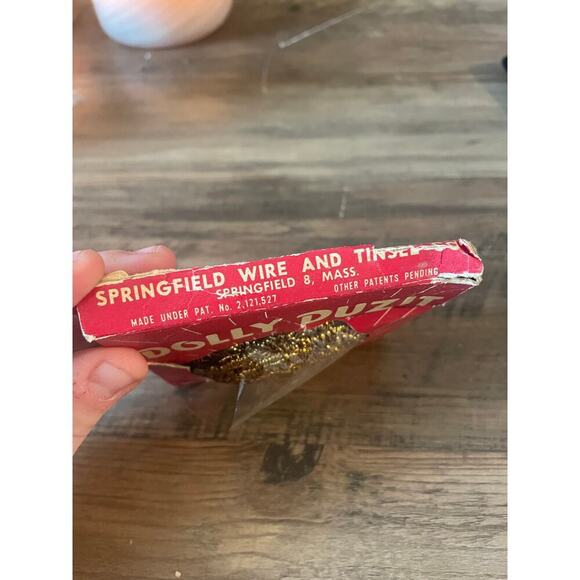 SPRINGFIELD WIRE AND TINSEL
SPRINGFIELD 8, MASS.
MADE UNDER PAT. No. 2,121,527 OTHER PATENTS PENDING
DOLLY DUZIT